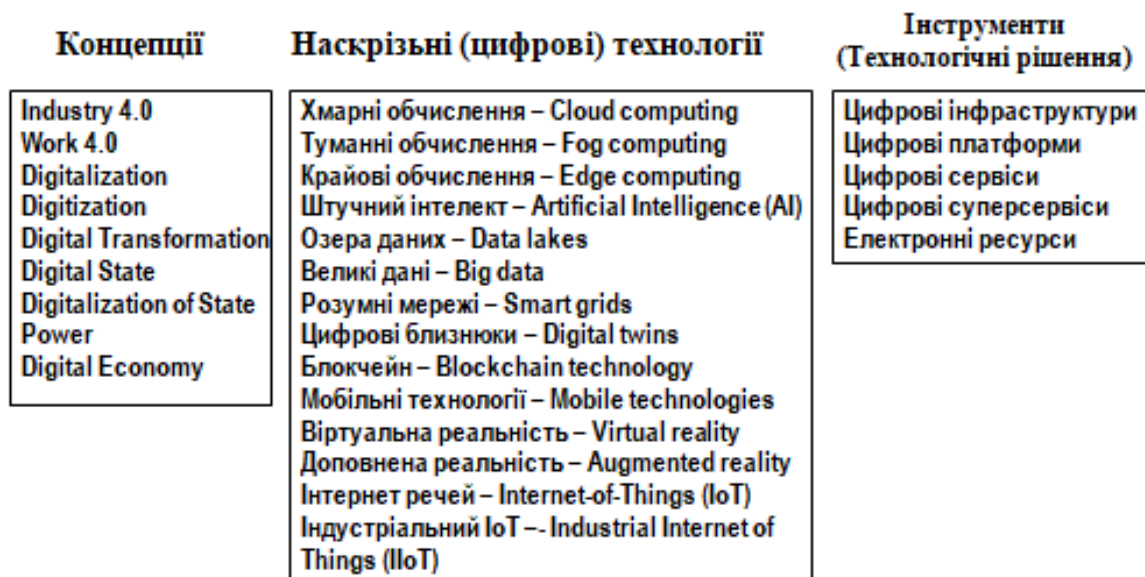 Концепції
Industry 4.0
Work 4.0
Digitalization
Digitization
Digital Transformation
Digital State
Digitalization of State
Power
Digital Economy
Наскрізьні (цифрові) технології
Хмарні обчислення – Cloud computing
Туманні обчислення – Fog computing
Крайові обчислення – Edge computing
Штучний інтелект – Artificial Intelligence (AI)
Озера даних – Data lakes
Великі дані – Big data
Розумні мережі – Smart grids
Цифрові близнюки – Digital twins
Блокчейн – Blockchain technology
Мобільні технології – Mobile technologies
Віртуальна реальність – Virtual reality
Доповнена реальність – Augmented reality
Інтернет речей – Internet-of-Things (IoT)
Індустріальний IoT –- Industrial Internet of
Things (IIoT)
Інструменти
(Технологічні рішення)
Цифрові інфраструктури
Цифрові платформи
Цифрові сервіси
Цифрові суперсервіси
Електронні ресурси